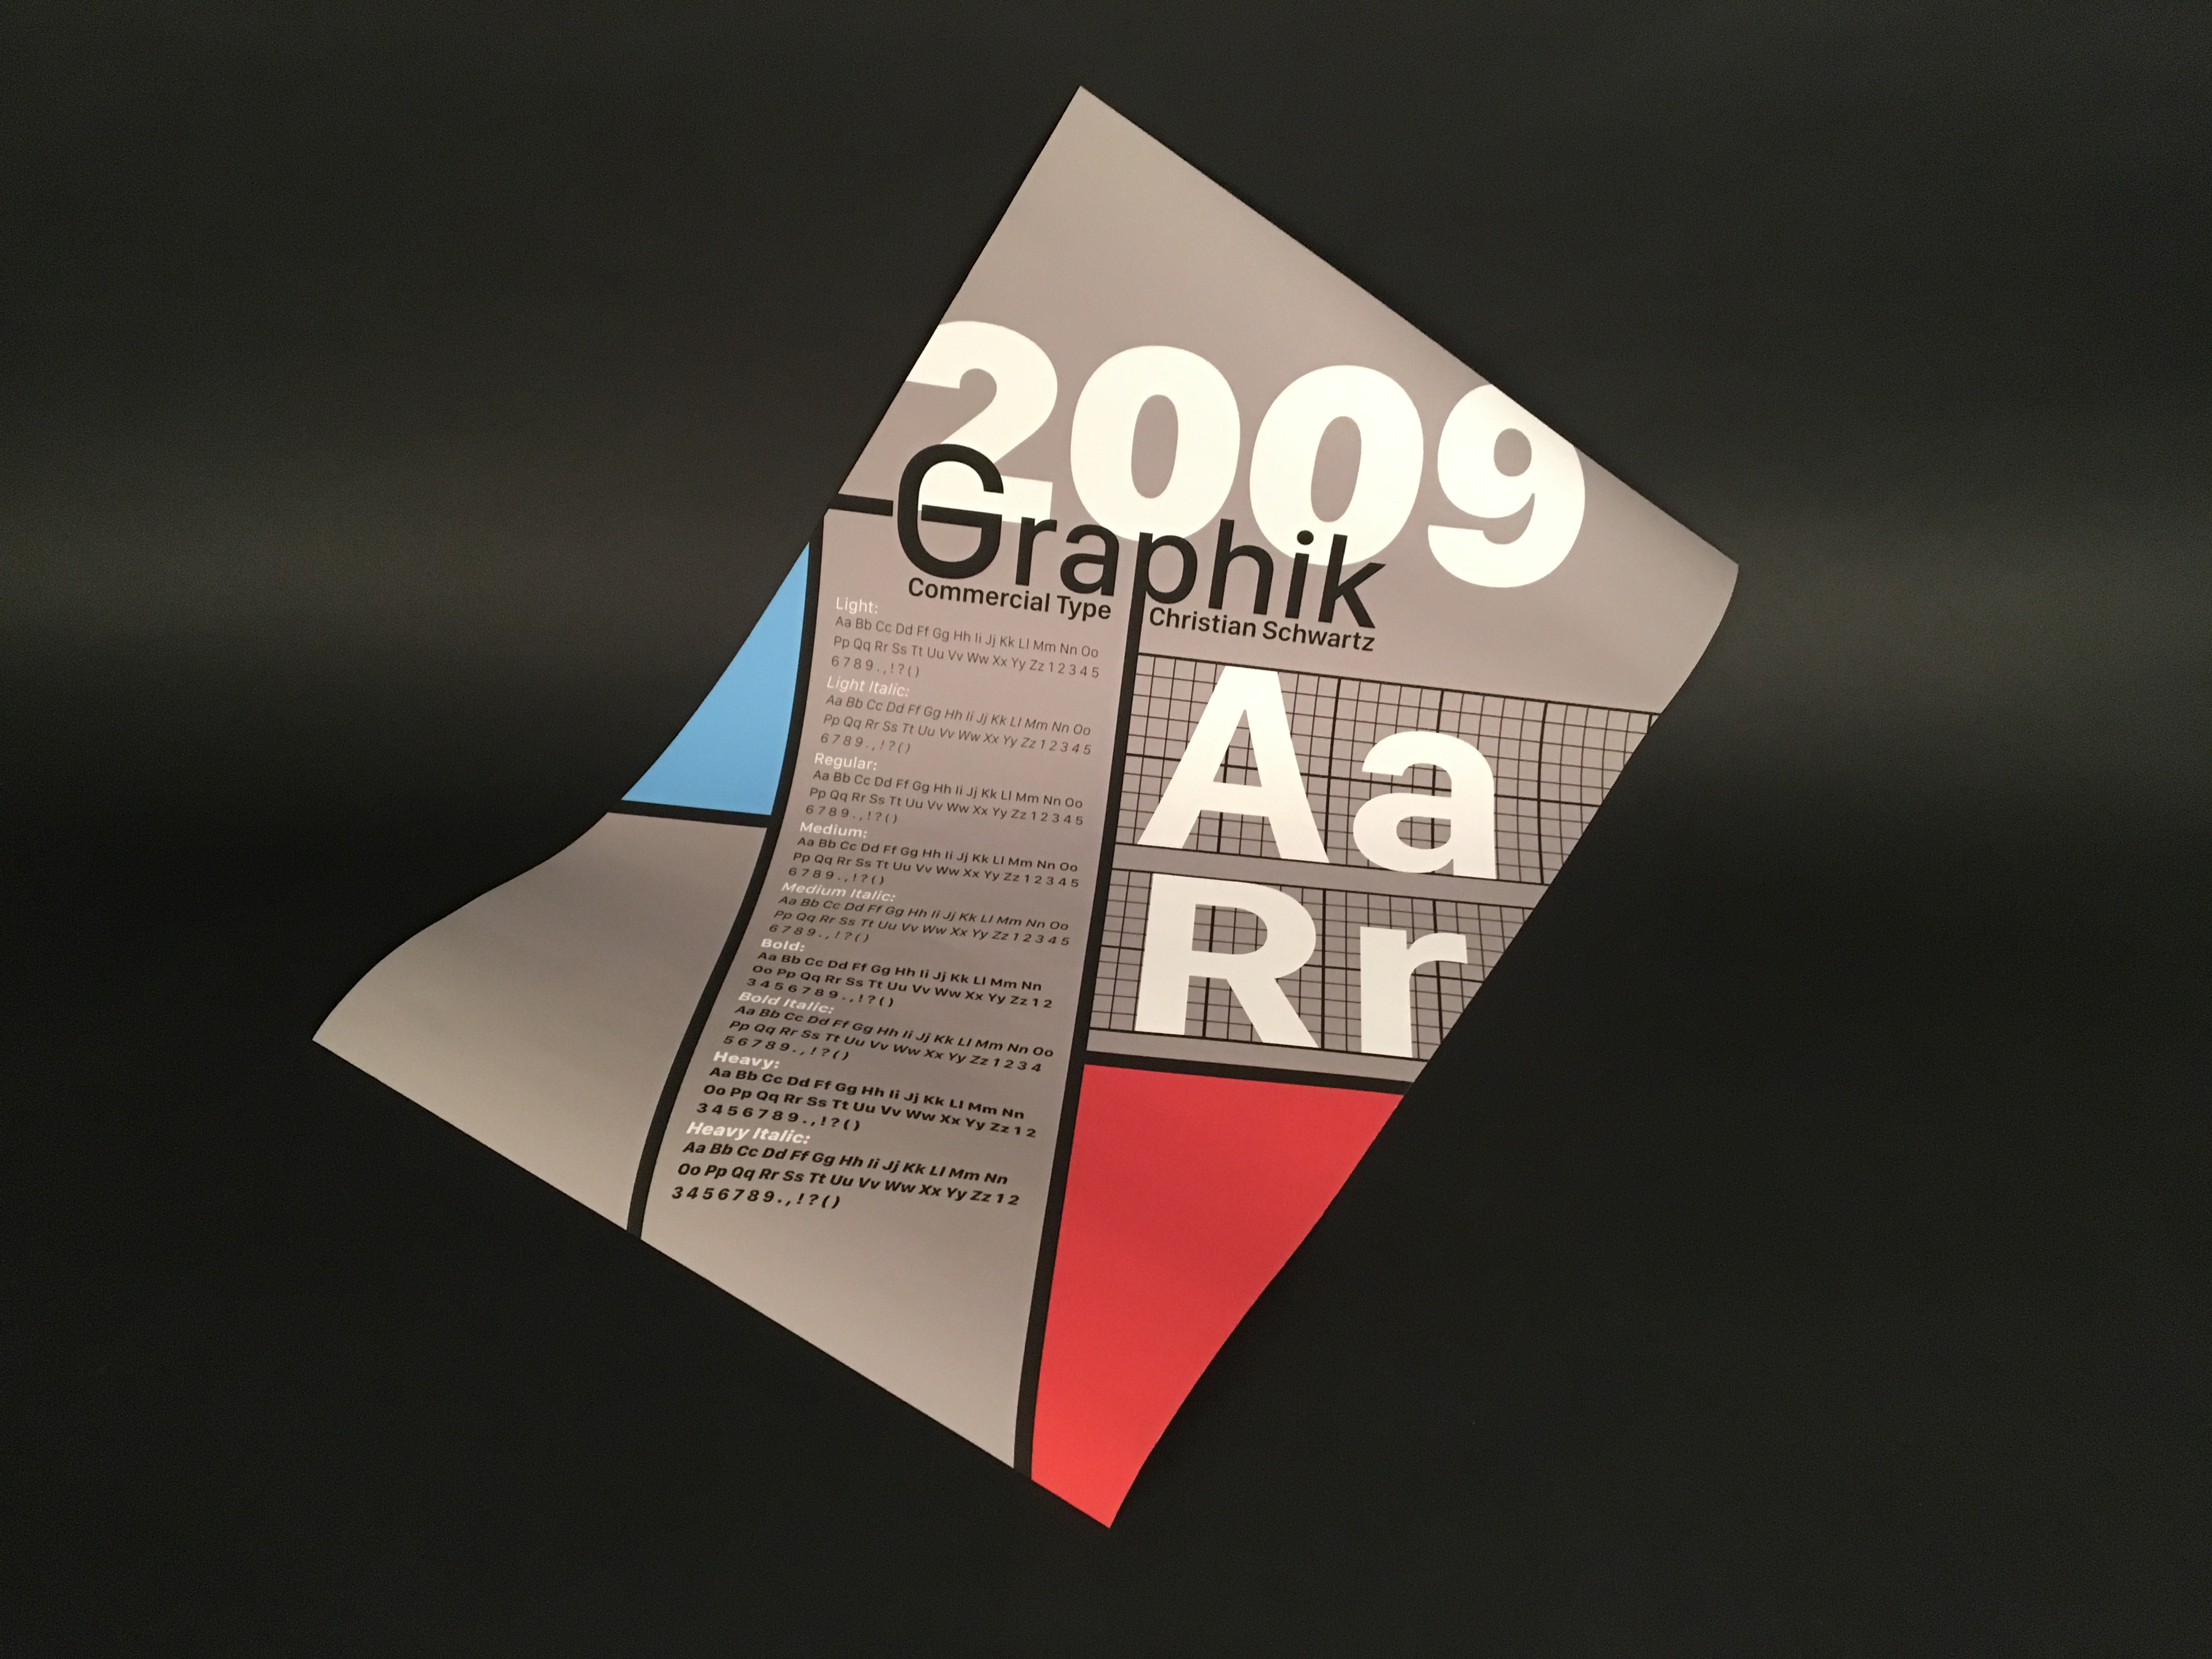 2009
Graphik
Commercial Type
Christian Schwartz
Light:
Aa Bb Cc Dd Ff Gg Hh Ii Jj Kk Ll Mm Nn Oo
Pp Qq Rr Ss Tt Uu Vv Ww Xx Yy Zz 1 2 3 4 5
6 7 8 9 . , ! ? ( )
Light Italic:
Aa Bb Cc Dd Ff Gg Hh Ii Jj Kk Ll Mm Nn Oo
Pp Qq Rr Ss Tt Uu Vv Ww Xx Yy Zz 1 2 3 4 5
6 7 8 9 . , ! ? ( )
Regular:
Aa Bb Cc Dd Ff Gg Hh Ii Jj Kk Ll Mm Nn Oo
Pp Qq Rr Ss Tt Uu Vv Ww Xx Yy Zz 1 2 3 4 5
6 7 8 9 . , ! ? ( )
Medium:
Aa Bb Cc Dd Ff Gg Hh Ii Jj Kk Ll Mm Nn Oo
Pp Qq Rr Ss Tt Uu Vv Ww Xx Yy Zz 1 2 3 4 5
6 7 8 9 . , ! ? ( )
Medium Italic:
Aa Bb Cc Dd Ff Gg Hh Ii Jj Kk Ll Mm Nn Oo
Pp Qq Rr Ss Tt Uu Vv Ww Xx Yy Zz 1 2 3 4 5
6 7 8 9 . , ! ? ( )
Bold:
Aa Bb Cc Dd Ff Gg Hh Ii Jj Kk Ll Mm Nn
Oo Pp Qq Rr Ss Tt Uu Vv Ww Xx Yy Zz 1 2
3 4 5 6 7 8 9 . , ! ? ( )
Bold Italic:
Aa Bb Cc Dd Ff Gg Hh Ii Jj Kk Ll Mm Nn Oo
Pp Qq Rr Ss Tt Uu Vv Ww Xx Yy Zz 1 2 3 4
5 6 7 8 9 . , ! ? ( )
Heavy:
Aa Bb Cc Dd Ff Gg Hh Ii Jj Kk Ll Mm Nn
Oo Pp Qq Rr Ss Tt Uu Vv Ww Xx Yy Zz 1 2
3 4 5 6 7 8 9 . , ! ? ( )
Heavy Italic:
Aa Bb Cc Dd Ff Gg Hh Ii Jj Kk Ll Mm Nn
Oo Pp Qq Rr Ss Tt Uu Vv Ww Xx Yy Zz 1 2
3 4 5 6 7 8 9 . , ! ? ( )
Aa
Rr